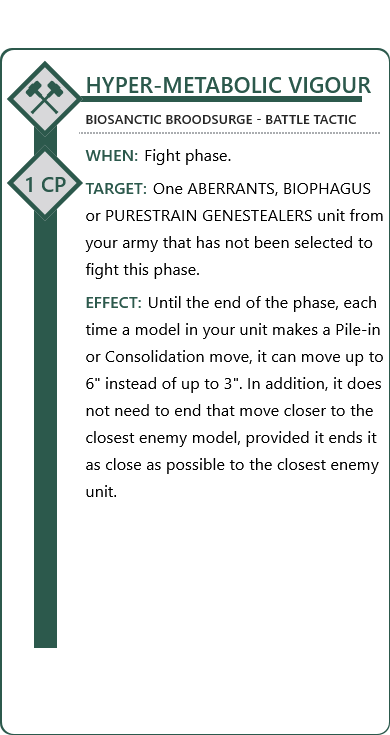 HYPER-METABOLIC VIGOUR
BIOSANCTIC BROODSURGE - BATTLE TACTIC
WHEN: Fight phase.
1 CP
TARGET: One ABERRANTS, BIOPHAGUS
or PURESTRAIN GENESTEALERS unit from
your army that has not been selected to
fight this phase.
EFFECT: Until the end of the phase, each
time a model in your unit makes a Pile-in
or Consolidation move, it can move up to
6" instead of up to 3". In addition, it does
not need to end that move closer to the
closest enemy model, provided it ends it
as close as possible to the closest enemy
unit.